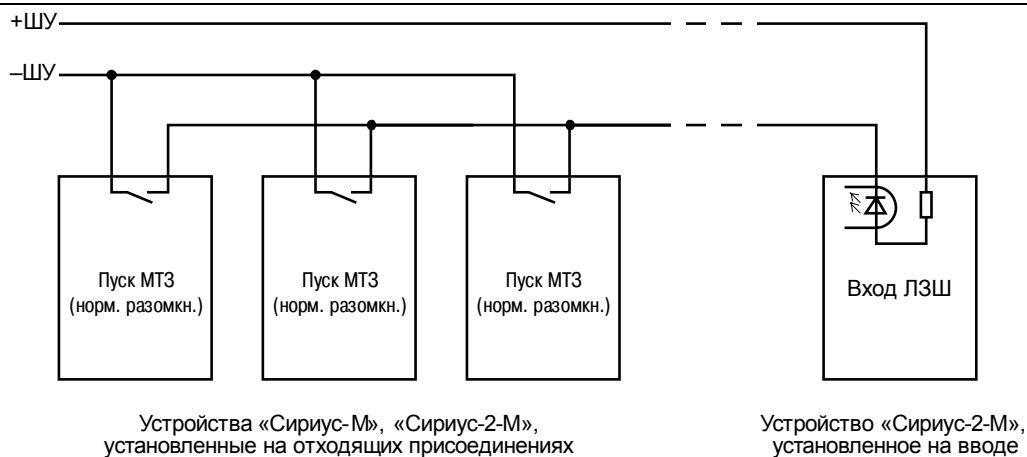 +ШУ
–ШУ
Пуск МТЗ
(норм. разомкн.)
Пуск МТЗ
(норм. разомкн.)
Пуск МТЗ
(норм. разомкн.)
Вход ЛЗШ
Устройства «Сириус-М», «Сириус-2-М»,
установленные на отходящих присоединениях
Устройство «Сириус-2-М»,
установленное на вводе